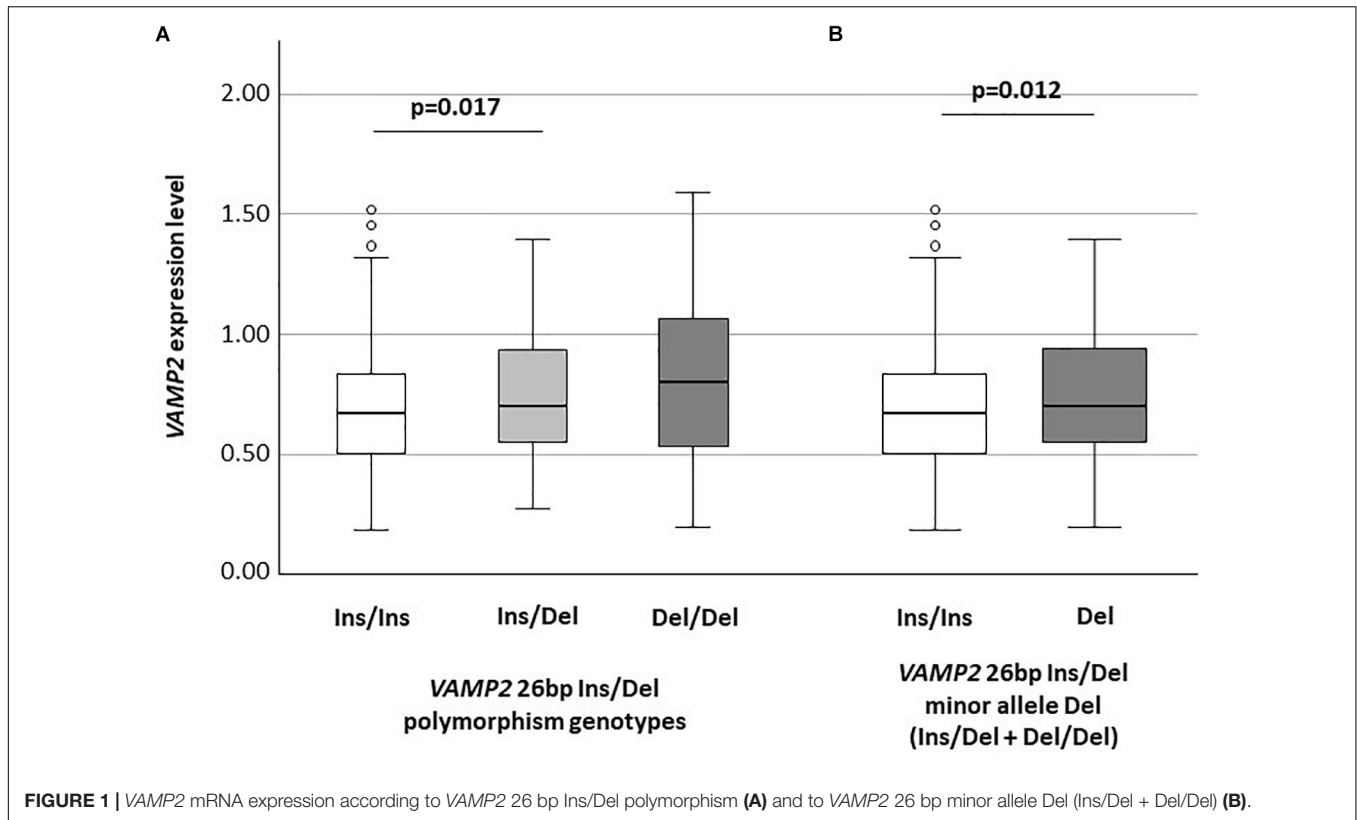 A
B
2.00
1.50
1.00
0.50
0.00
VAMP2 expression level
p=0.017
p=0.012
Ins/Ins
Ins/Del
Del/Del
Ins/Ins
Del
VAMP2 26bp Ins/Del
polymorphism genotypes
VAMP2 26bp Ins/Del
minor allele Del
(Ins/Del + Del/Del)
FIGURE 1 | VAMP2 mRNA expression according to VAMP2 26 bp Ins/Del polymorphism (A) and to VAMP2 26 bp minor allele Del (Ins/Del + Del/Del) (B).